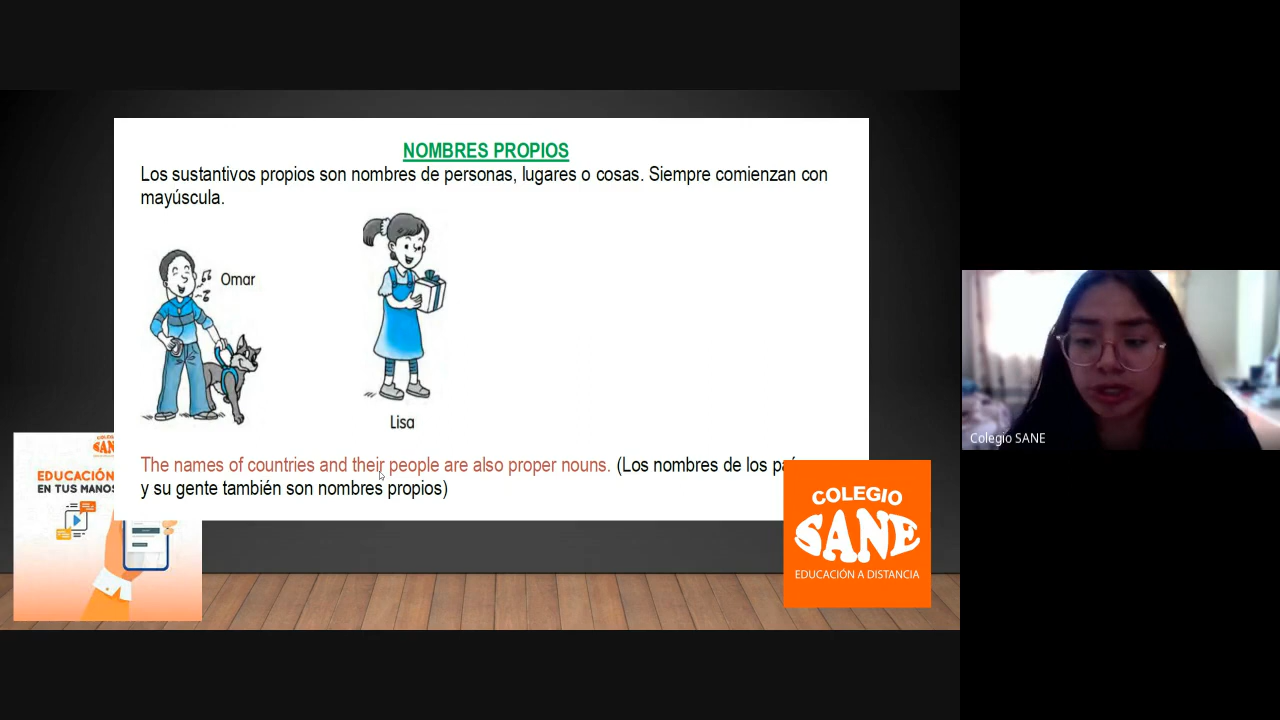 NOMBRES PROPIOS
Los sustantivos propios son nombres de personas, lugares o cosas. Siempre comienzan con
mayúscula.
Omar
Lisa
The names of countries and their people are also proper nouns. (Los nombres de los
y su gente también son nombres propios)
COLEGIO
SANE
EDUCACIÓN
EN TUS MANOS
COLEGIO
SANE
EDUCACIÓN A DISTANCIA
Colegio SANE